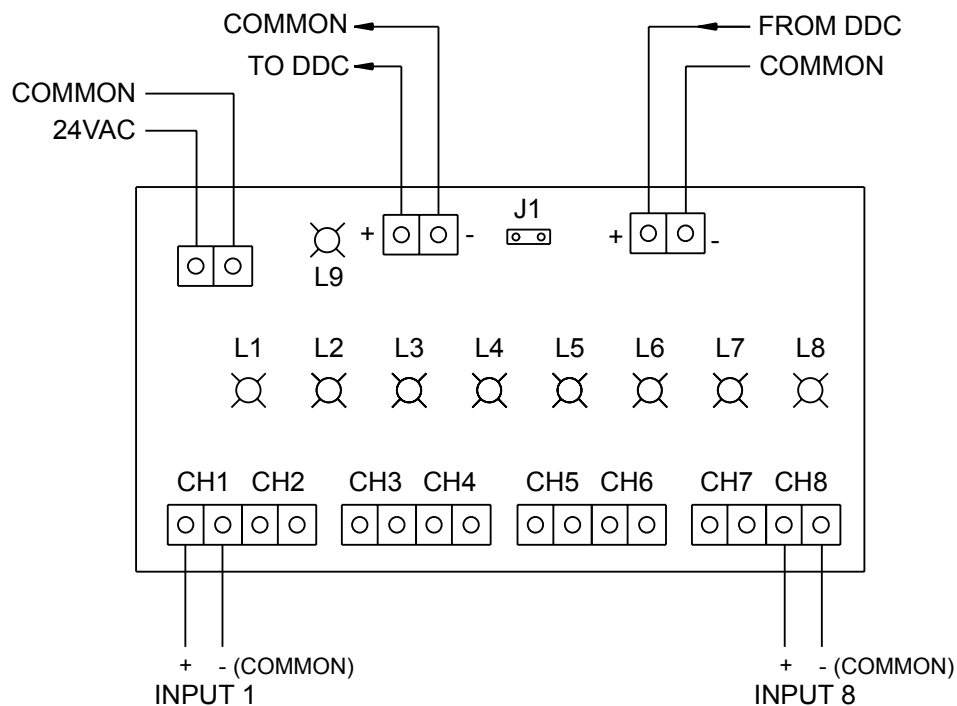 COMMON
FROM DDC
TO DDC
COMMON
COMMON
24VAC
+ -
J1
+ -
L9
L1 L2 L3 L4 L5 L6 L7 L8
CH1 CH2 CH3 CH4 CH5 CH6 CH7 CH8
+ - (COMMON)
+ - (COMMON)
INPUT 1
INPUT 8